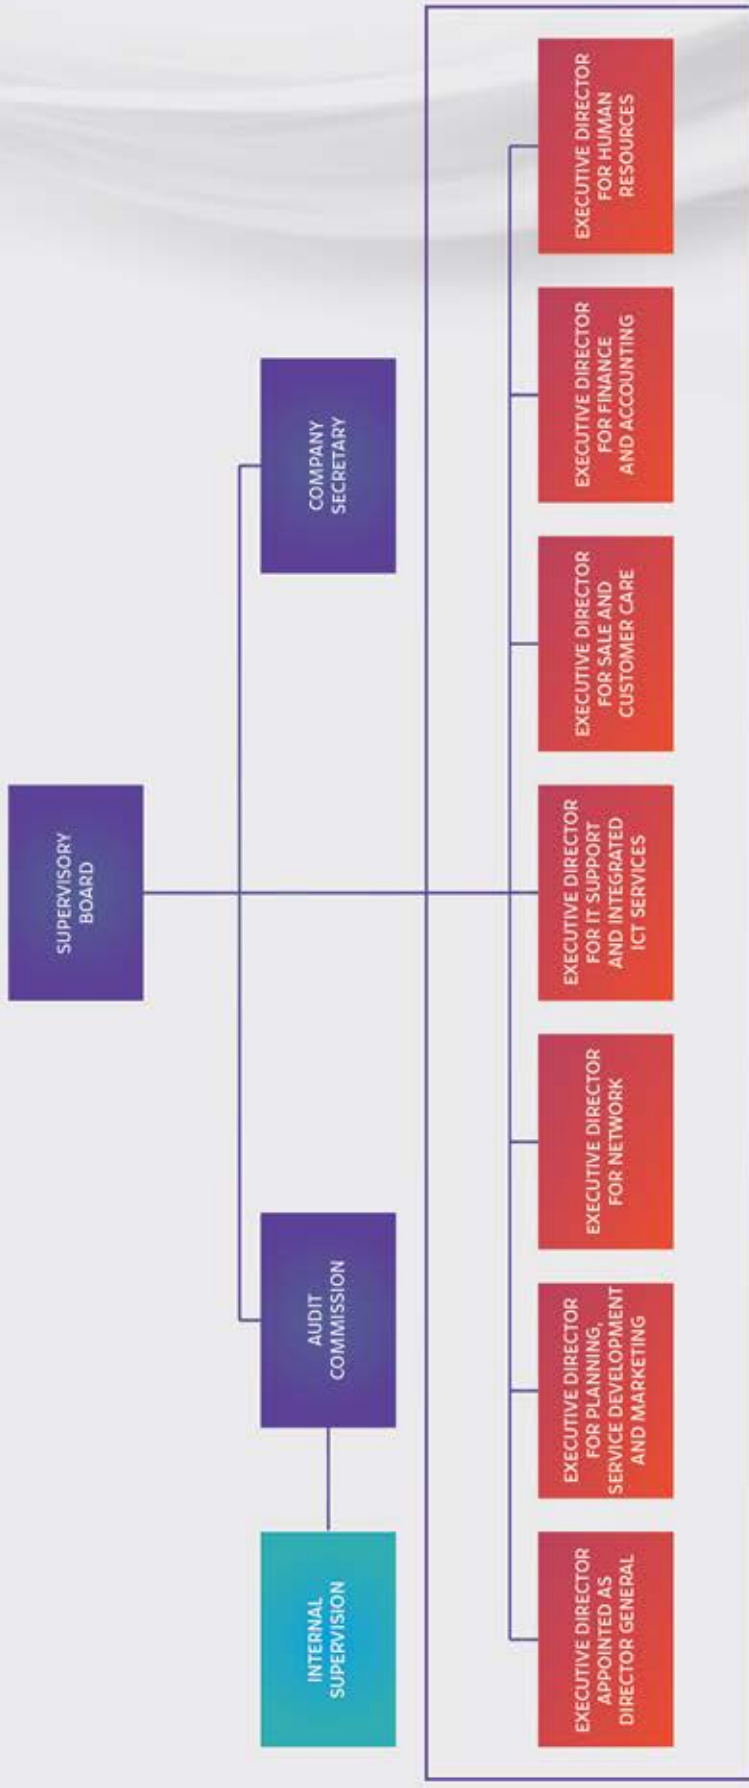 SUPERVISORY
BOARD
INTERNAL
SUPERVISION
AUDIT
COMMISSION
COMPANY
SECRETARY
EXECUTIVE DIRECTOR
APPOINTED AS
DIRECTOR GENERAL
EXECUTIVE DIRECTOR
FOR PLANNING,
SERVICE DEVELOPMENT
AND MARKETING
EXECUTIVE DIRECTOR
FOR NETWORK
EXECUTIVE DIRECTOR
FOR IT SUPPORT
AND INTEGRATED
ICT SERVICES
EXECUTIVE DIRECTOR
FOR SALE AND
CUSTOMER CARE
EXECUTIVE DIRECTOR
FOR FINANCE
AND ACCOUNTING
EXECUTIVE DIRECTOR
FOR HUMAN
RESOURCES